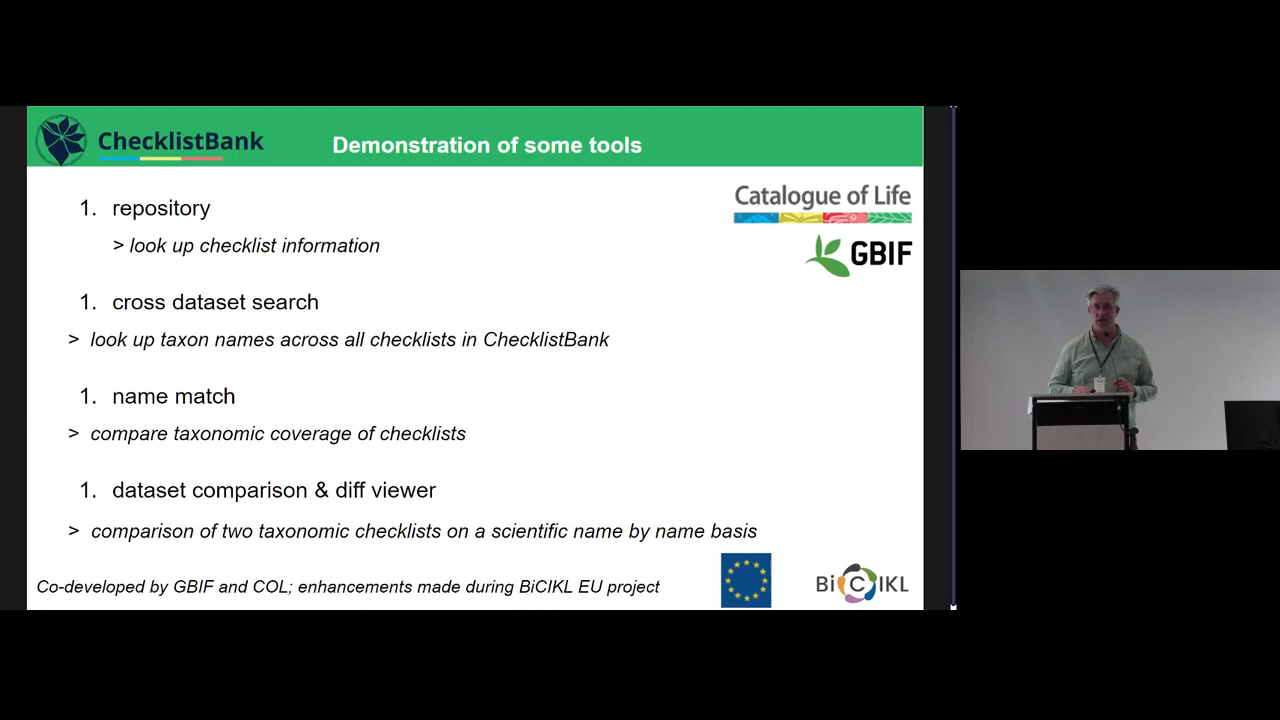 ChecklistBank
Demonstration of some tools
Catalogue of Life
GBIF
1. repository
> look up checklist information
1. cross dataset search
> look up taxon names across all checklists in ChecklistBank
1. name match
> compare taxonomic coverage of checklists
1. dataset comparison & diff viewer
> comparison of two taxonomic checklists on a scientific name by name basis
Co-developed by GBIF and COL; enhancements made during BiCIKL EU project
BiCIKL